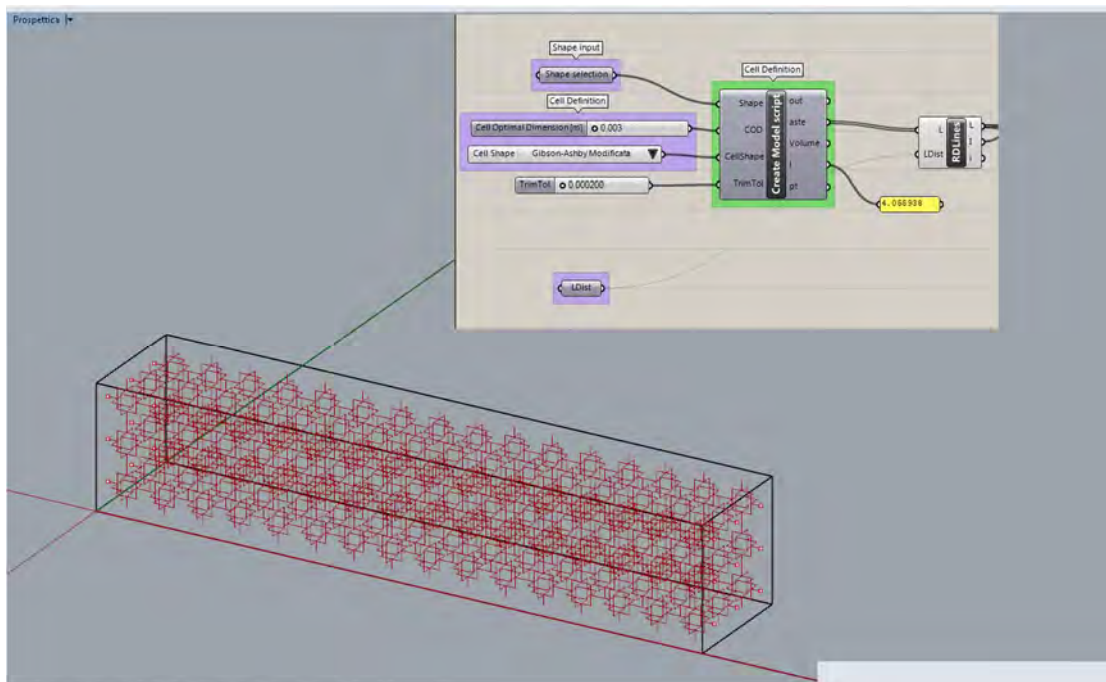 Prospettica
Shape input
Shape selection
Cell Definition
Cell Optimal Dimension[m] 0.003
Cell Shape Gibson-Ashby Modificata
TrimTol 0.000200
Cell Definition
Shape
COD
CellShape
TrimTol
Create Model script
out
aste
Volume
l
pt
L
LDist
RDLines
L
I
i
4.066938
LDist